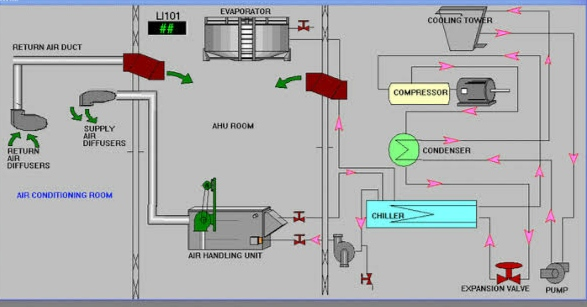 EVAPORATOR
LI101
##
COOLING TOWER
RETURN AIR DUCT
COMPRESSOR
SUPPLY
AIR
DIFFUSERS
AHU ROOM
RETURN
AIR
DIFFUSERS
CONDENSER
AIR CONDITIONING ROOM
CHILLER
AIR HANDLING UNIT
EXPANSION VALVE
PUMP